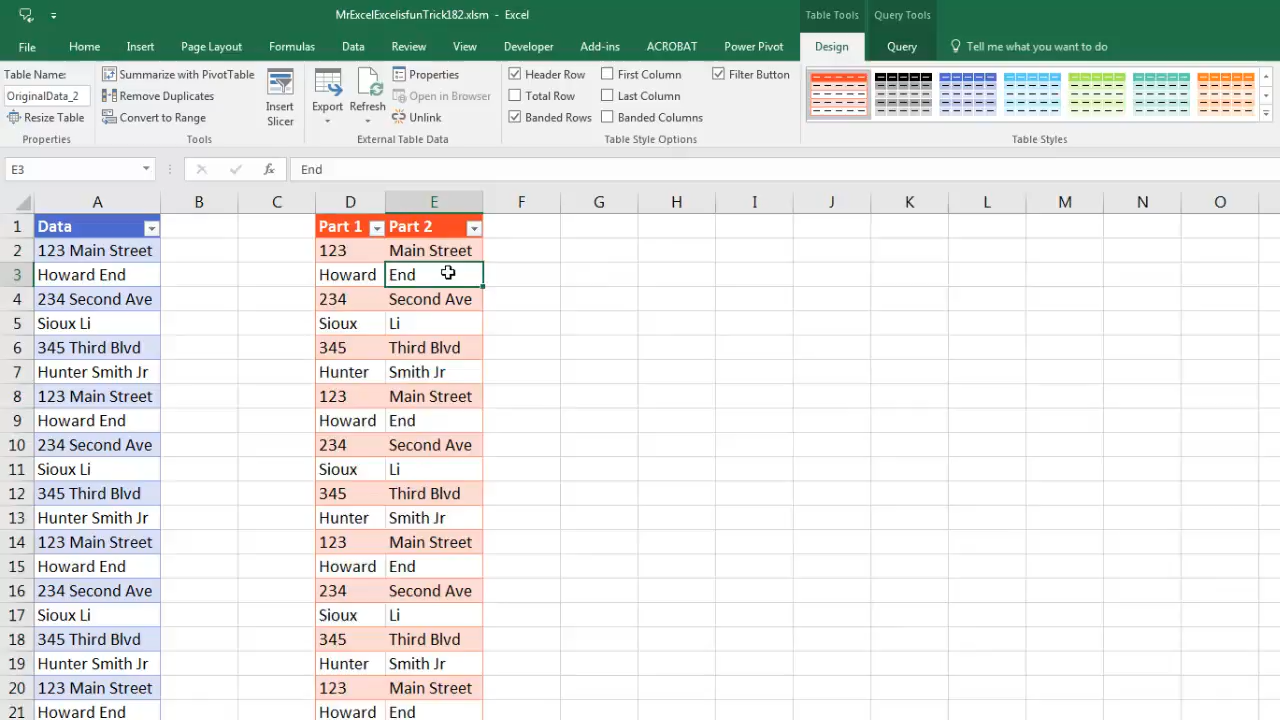 MrExcelExcelisfunTrick182.xlsm - Excel
Table Tools
Query Tools
File Home Insert Page Layout Formulas Data Review View Developer Add-ins ACROBAT Power Pivot Design Query Tell me what you want to do
Table Name: Summarize with PivotTable Insert Slicer Export Refresh Properties Header Row First Column Filter Button
OriginalData_2 Remove Duplicates Open in Browser Total Row Last Column
Resize Table Convert to Range Unlink Banded Rows Banded Columns
Properties Tools External Table Data Table Style Options Table Styles
E3 fx End
A B C D E F G H I J K L M N O
1 Data Part 1 Part 2
2 123 Main Street 123 Main Street
3 Howard End Howard End
4 234 Second Ave 234 Second Ave
5 Sioux Li Sioux Li
6 345 Third Blvd 345 Third Blvd
7 Hunter Smith Jr Hunter Smith Jr
8 123 Main Street 123 Main Street
9 Howard End Howard End
10 234 Second Ave 234 Second Ave
11 Sioux Li Sioux Li
12 345 Third Blvd 345 Third Blvd
13 Hunter Smith Jr Hunter Smith Jr
14 123 Main Street 123 Main Street
15 Howard End Howard End
16 234 Second Ave 234 Second Ave
17 Sioux Li Sioux Li
18 345 Third Blvd 345 Third Blvd
19 Hunter Smith Jr Hunter Smith Jr
20 123 Main Street 123 Main Street
21 Howard End Howard End